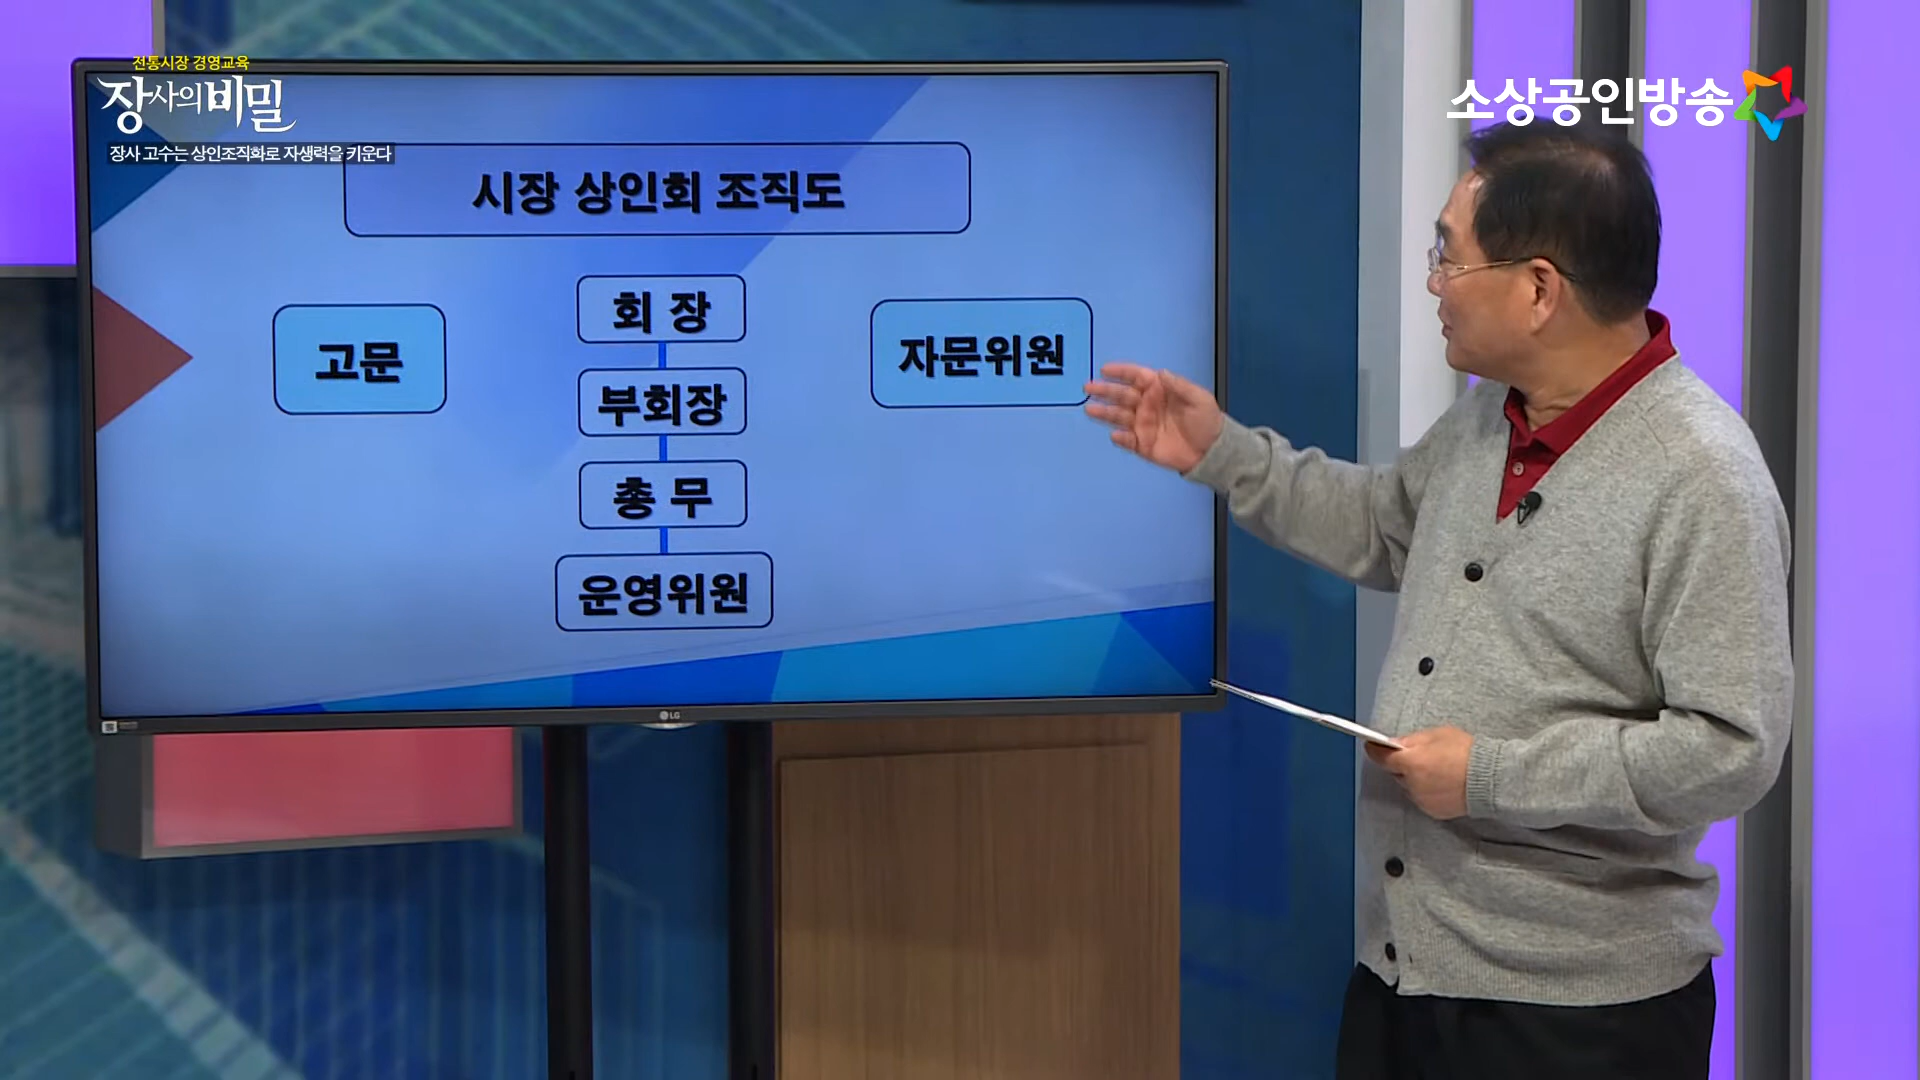 전통시장 경영교육
장사의비밀
장사 고수는 상인조직화로 자생력을 키운다
소상공인방송
시장 상인회 조직도
고문
회 장
자문위원
부회장
총 무
운영위원
LG